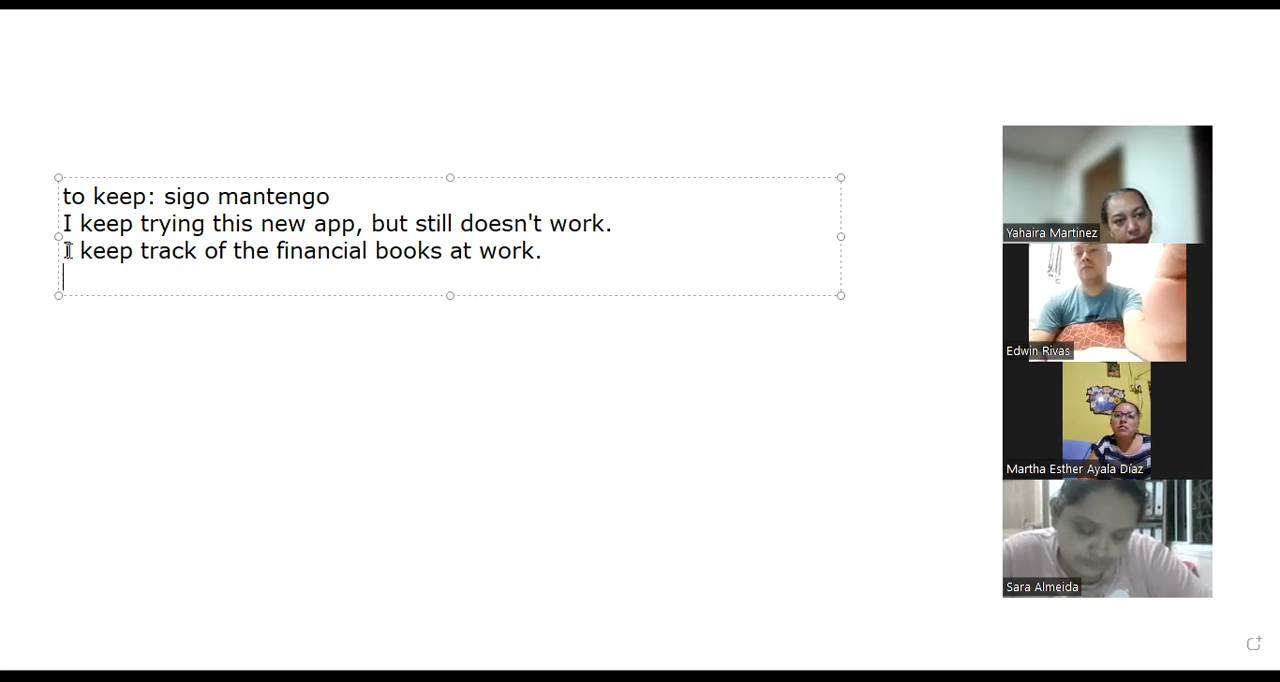 to keep: sigo mantengo
I keep trying this new app, but still doesn't work.
I keep track of the financial books at work.
Yahaira Martinez
Edwin Rivas
Martha Esther Ayala Díaz
Sara Almeida